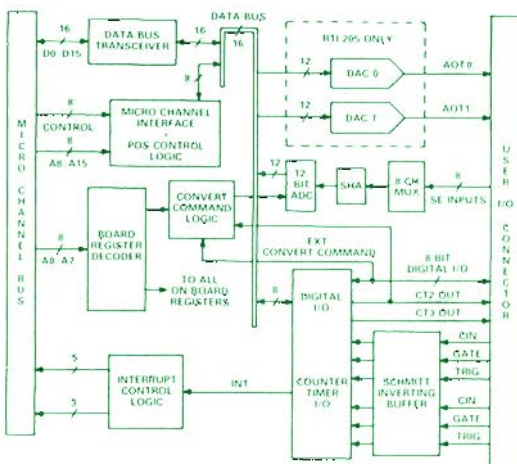 DATA BUS
16
16
16
DATA BUS
TRANSCEIVER
D0 D15
RTI 205 ONLY
12
DAC 0
AOT0
8
8
CONTROL
MICRO CHANNEL
INTERFACE
+
POS CONTROL
LOGIC
12
DAC 1
AOT1
8
A8 A15
MICRO CHANNEL BUS
12
12
BIT
ADC
SHA
8 CH
MUX
8
SE INPUTS
USER I/O CONNECTOR
CONVERT
COMMAND
LOGIC
BOARD
REGISTER
DECODER
8
A0 A7
EXT
CONVERT COMMAND
8 BIT
DIGITAL I/O
TO ALL
ON BOARD
REGISTERS
8
DIGITAL
I/O
CT2 OUT
CT3 OUT
CIN
GATE
TRIG
5
INTERRUPT
CONTROL
LOGIC
INT
COUNTER
TIMER
I/O
SCHMITT
INVERTING
BUFFER
3
CIN
GATE
TRIG